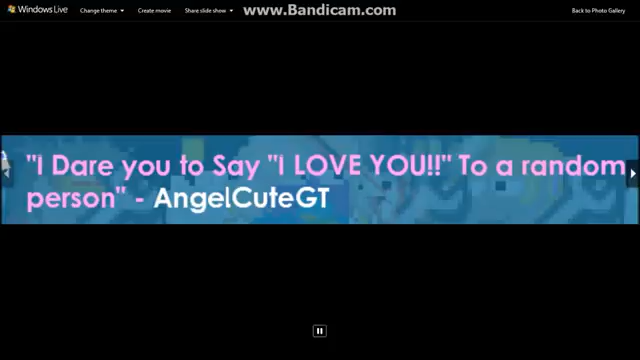 Windows Live Change theme Create movie Share slide show www.Bandicam.com Back to Photo Gallery
"I Dare you to Say "I LOVE YOU!!" To a random
person" - AngelCuteGT